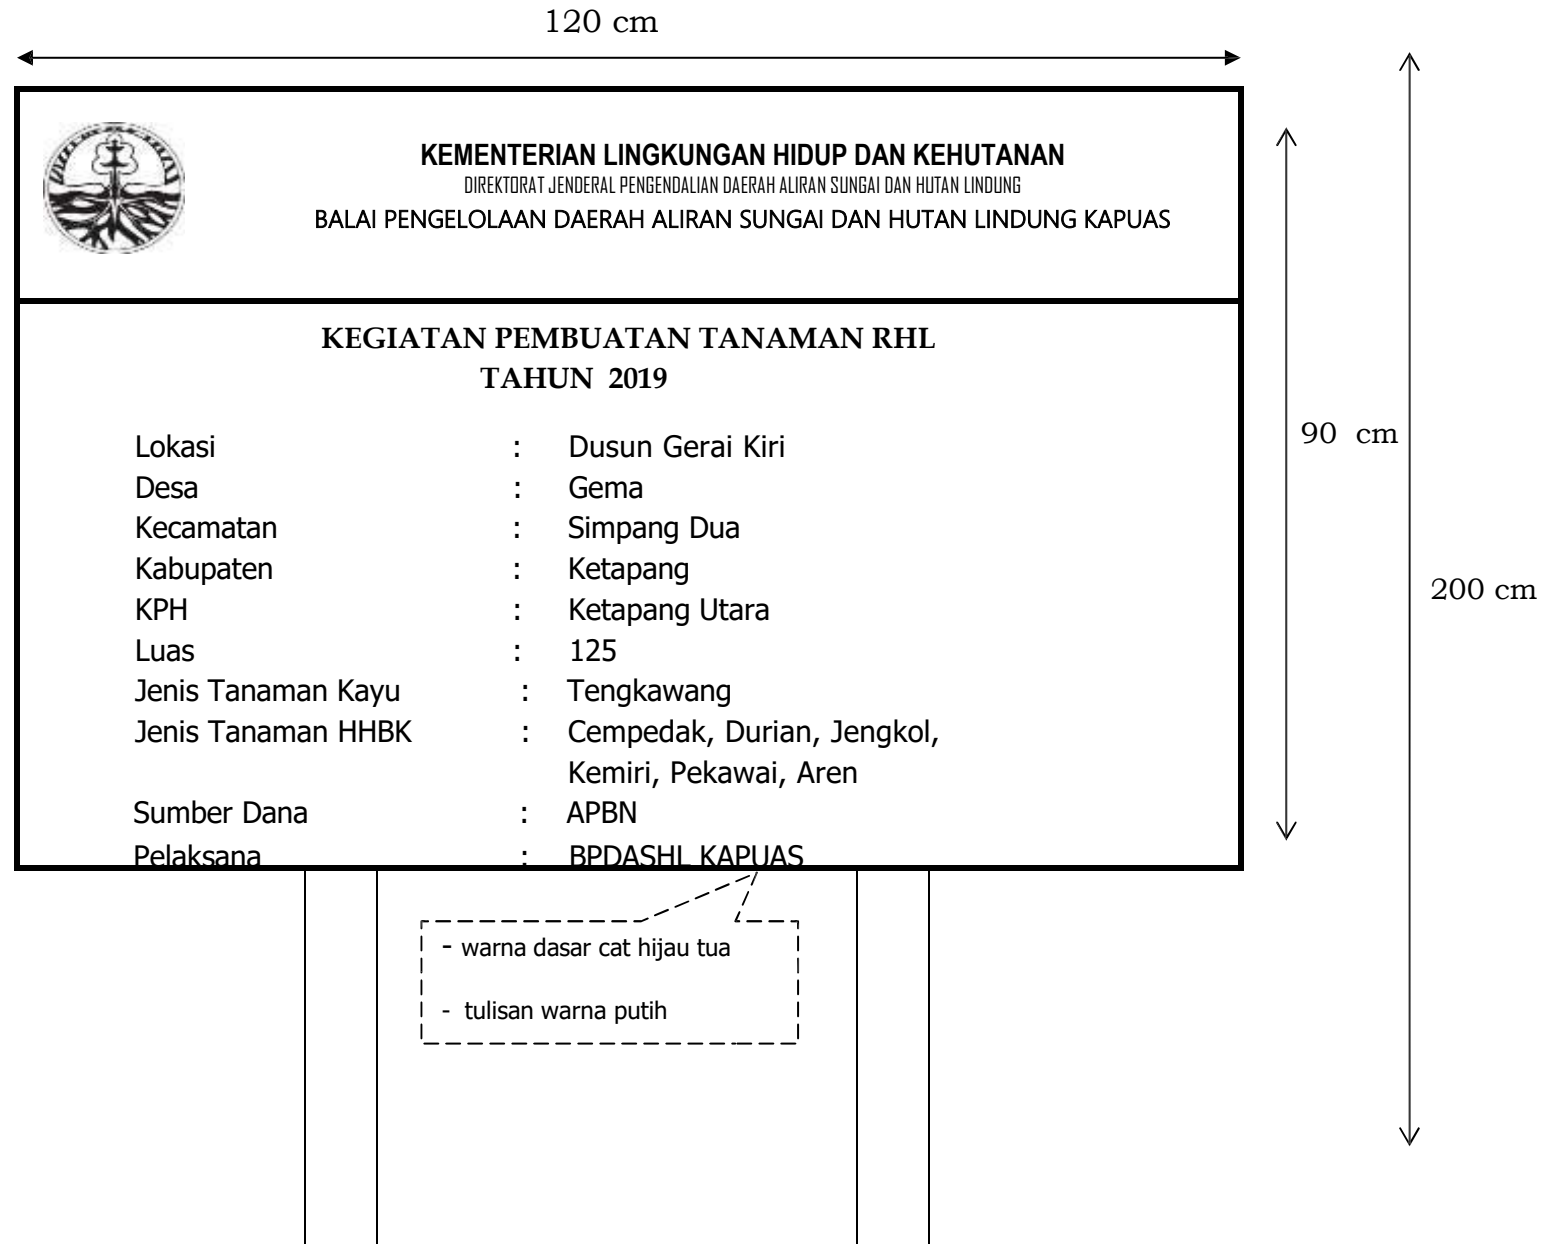 120 cm
KEMENTERIAN LINGKUNGAN HIDUP DAN KEHUTANAN
DIREKTORAT JENDERAL PENGENDALIAN DAERAH ALIRAN SUNGAI DAN HUTAN LINDUNG
BALAI PENGELOLAAN DAERAH ALIRAN SUNGAI DAN HUTAN LINDUNG KAPUAS
KEGIATAN PEMBUATAN TANAMAN RHL
TAHUN 2019
Lokasi : Dusun Gerai Kiri
Desa : Gema
Kecamatan : Simpang Dua
Kabupaten : Ketapang
KPH : Ketapang Utara
Luas : 125
Jenis Tanaman Kayu : Tengkawang
Jenis Tanaman HHBK : Cempedak, Durian, Jengkol,
Kemiri, Pekawai, Aren
Sumber Dana : APBN
Pelaksana : BPDASHL KAPUAS
90 cm
200 cm
- warna dasar cat hijau tua
- tulisan warna putih